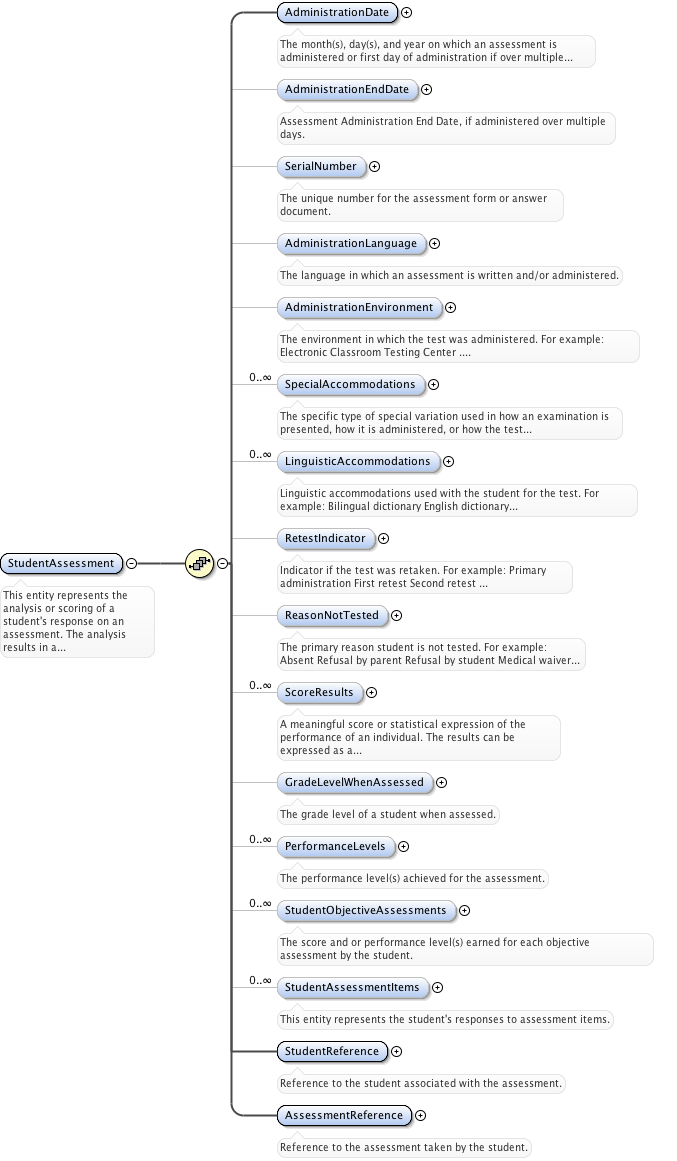 AdministrationDate
The month(s), day(s), and year on which an assessment is
administered or first day of administration if over multiple...
AdministrationEndDate
Assessment Administration End Date, if administered over multiple
days.
SerialNumber
The unique number for the assessment form or answer
document.
AdministrationLanguage
The language in which an assessment is written and/or administered.
AdministrationEnvironment
The environment in which the test was administered. For example:
Electronic Classroom Testing Center ....
0..∞
SpecialAccommodations
The specific type of special variation used in how an examination is
presented, how it is administered, or how the test...
0..∞
LinguisticAccommodations
Linguistic accommodations used with the student for the test. For
example: Bilingual dictionary English dictionary...
RetestIndicator
Indicator if the test was retaken. For example: Primary
administration First retest Second retest ...
StudentAssessment
This entity represents the
analysis or scoring of a
student's response on an
assessment. The analysis
results in a...
ReasonNotTested
The primary reason student is not tested. For example:
Absent Refusal by parent Refusal by student Medical waiver...
0..∞
ScoreResults
A meaningful score or statistical expression of the
performance of an individual. The results can be
expressed as a...
GradeLevelWhenAssessed
The grade level of a student when assessed.
0..∞
PerformanceLevels
The performance level(s) achieved for the assessment.
0..∞
StudentObjectiveAssessments
The score and or performance level(s) earned for each objective
assessment by the student.
0..∞
StudentAssessmentItems
This entity represents the student's responses to assessment items.
StudentReference
Reference to the student associated with the assessment.
AssessmentReference
Reference to the assessment taken by the student.